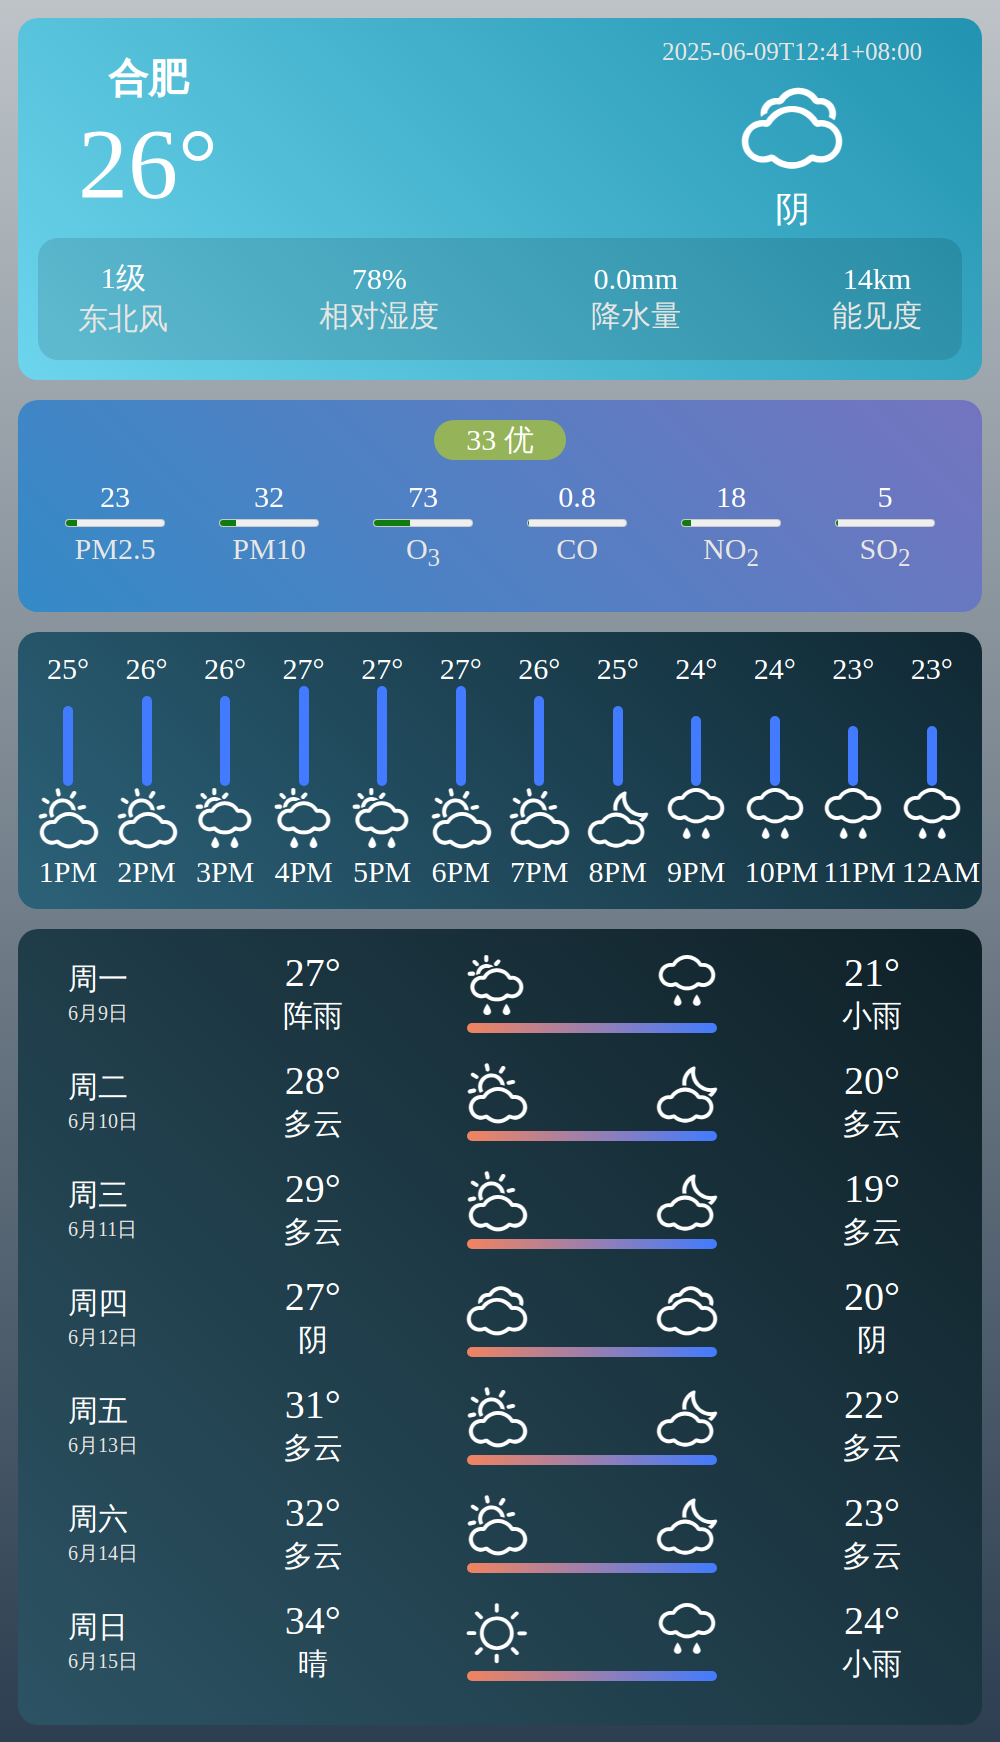 合肥
26°
2025-06-09T12:41+08:00
阴
1级 78% 0.0mm 14km
东北风 相对湿度 降水量 能见度
33 优
23 32 73 0.8 18 5
PM2.5 PM10 O3 CO NO2 SO2
25° 26° 26° 27° 27° 27° 26° 25° 24° 24° 23° 23°
1PM 2PM 3PM 4PM 5PM 6PM 7PM 8PM 9PM 10PM 11PM 12AM
周一 27° 21°
6月9日 阵雨 小雨
周二 28° 20°
6月10日 多云 多云
周三 29° 19°
6月11日 多云 多云
周四 27° 20°
6月12日 阴 阴
周五 31° 22°
6月13日 多云 多云
周六 32° 23°
6月14日 多云 多云
周日 34° 24°
6月15日 晴 小雨